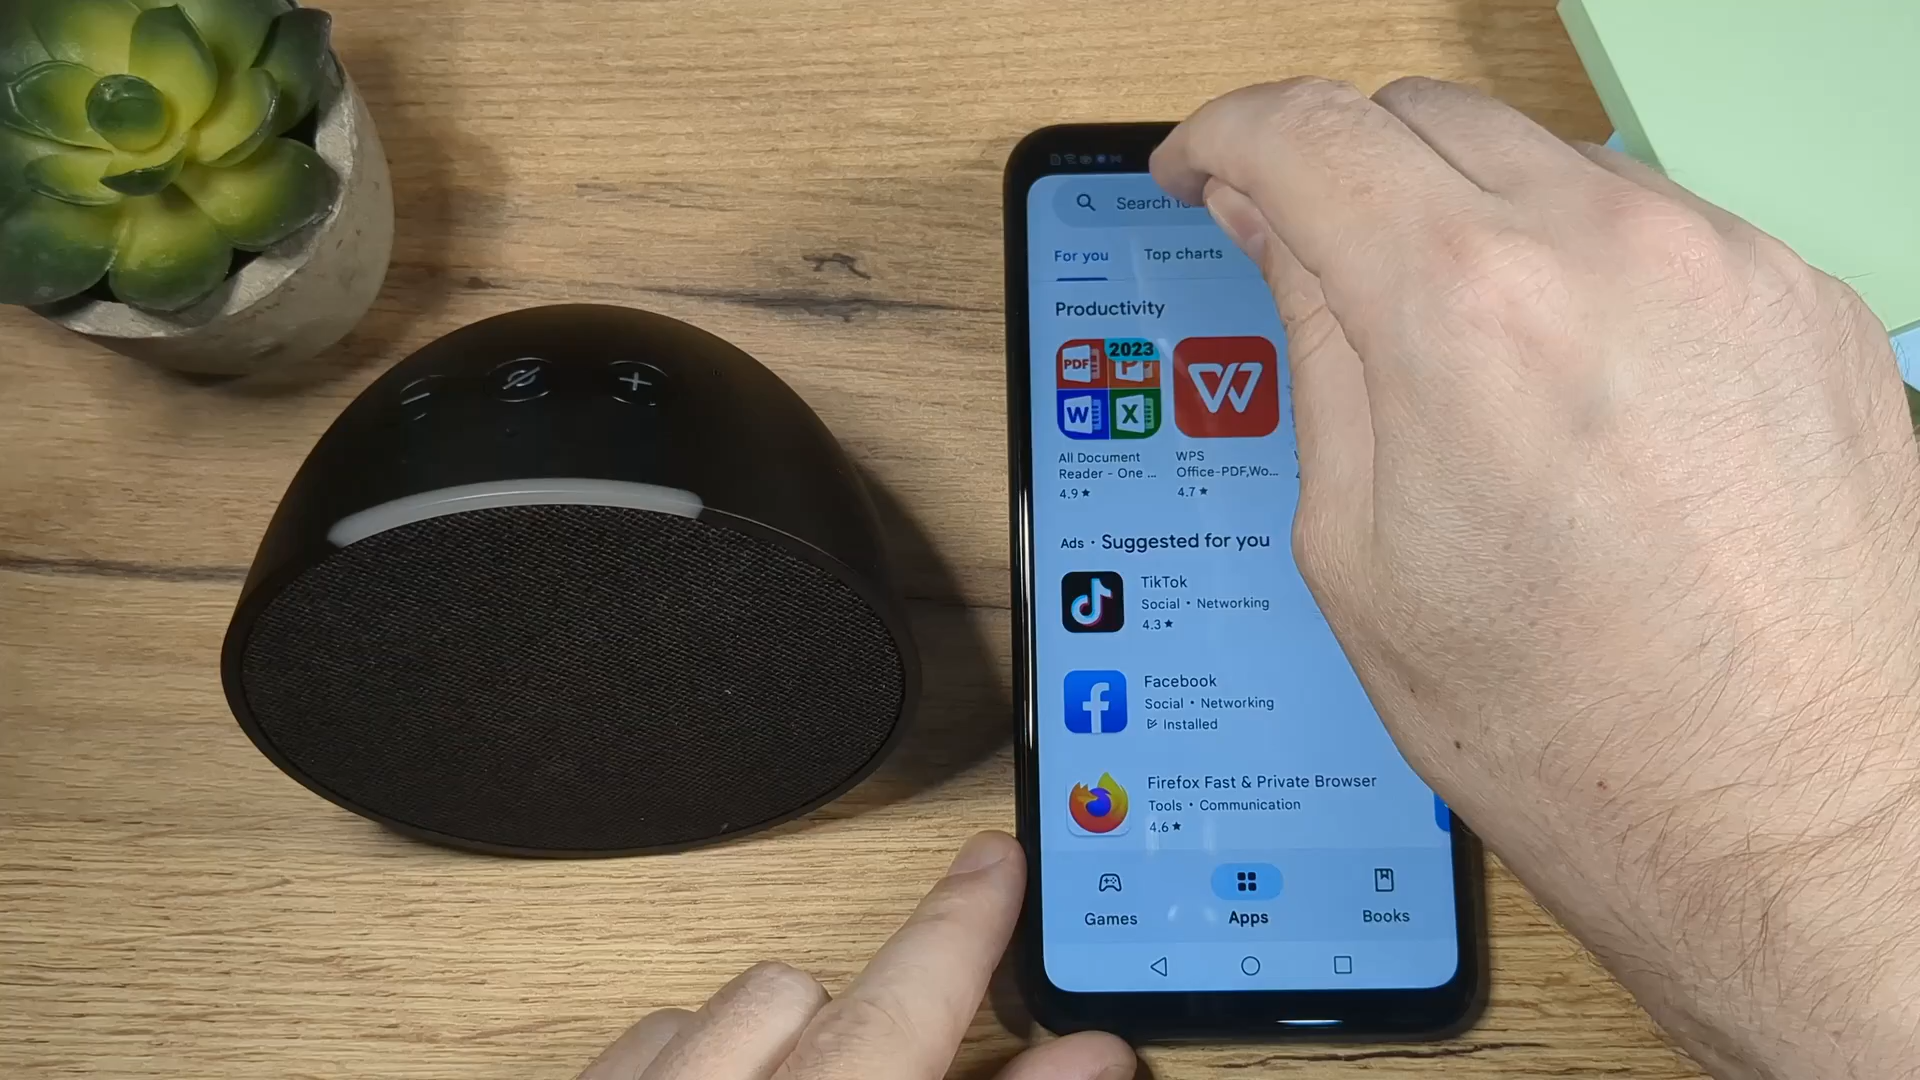 Search
For you
Top charts
Productivity
2023
PDF
P
W
X
W
All Document
Reader - One ...
4.9★
WPS
Office-PDF,Wo...
4.7★
Ads • Suggested for you
TikTok
Social • Networking
4.3★
Facebook
Social • Networking
Installed
Firefox Fast & Private Browser
Tools • Communication
4.6★
Games
Apps
Books